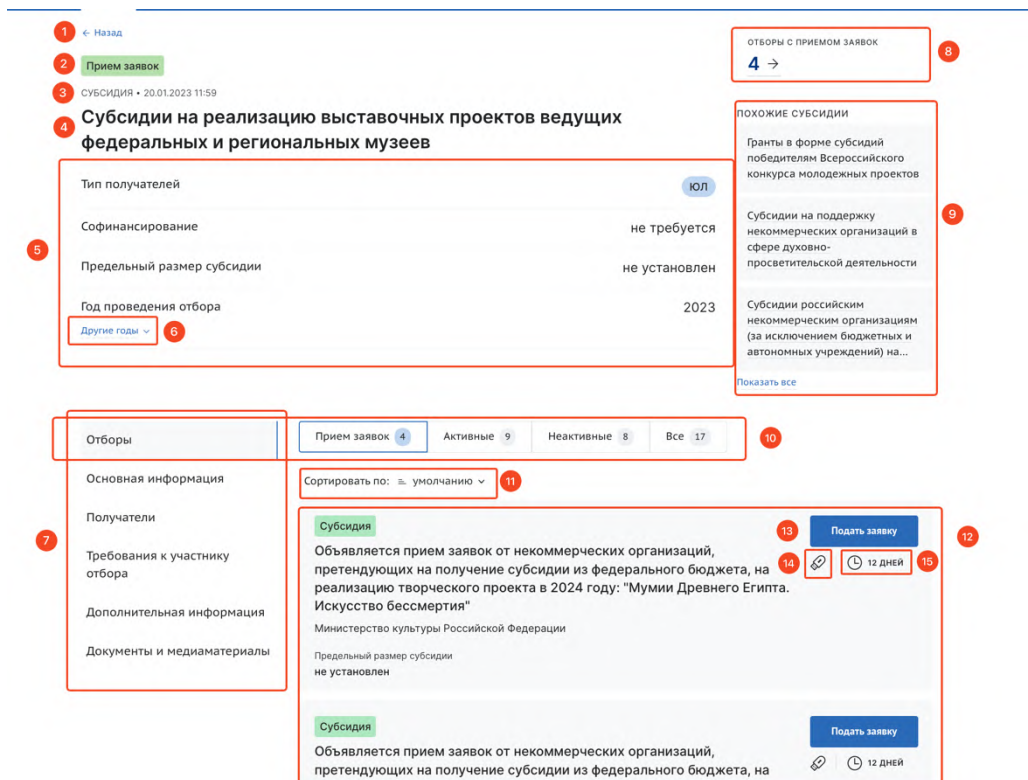 1 ← Назад
2 Прием заявок
3 СУБСИДИЯ • 20.01.2023 11:59
4 Субсидии на реализацию выставочных проектов ведущих
федеральных и региональных музеев
ОТБОРЫ С ПРИЕМОМ ЗАЯВОК
4 →
8
5
Тип получателей ЮЛ
Софинансирование не требуется
Предельный размер субсидии не установлен
Год проведения отбора 2023
Другие годы 6
ПОХОЖИЕ СУБСИДИИ
Гранты в форме субсидий
победителям Всероссийского
конкурса молодежных проектов
Субсидии на поддержку
некоммерческих организаций в
сфере духовно-
просветительской деятельности
9
Субсидии российским
некоммерческим организациям
(за исключением бюджетных и
автономных учреждений) на...
Показать все
7
Отборы
Основная информация
Получатели
Требования к участнику
отбора
Дополнительная информация
Документы и медиаматериалы
Прием заявок 4 Активные 9 Неактивные 8 Все 17 10
Сортировать по: умолчанию 11
Субсидия 13 Подать заявку 12
Объявляется прием заявок от некоммерческих организаций,
претендующих на получение субсидии из федерального бюджета, на 14 12 ДНЕЙ 15
реализацию творческого проекта в 2024 году: "Мумии Древнего Египта.
Искусство бессмертия"
Министерство культуры Российской Федерации
Предельный размер субсидии
не установлен
Субсидия Подать заявку
Объявляется прием заявок от некоммерческих организаций,
претендующих на получение субсидии из федерального бюджета, на 12 ДНЕЙ